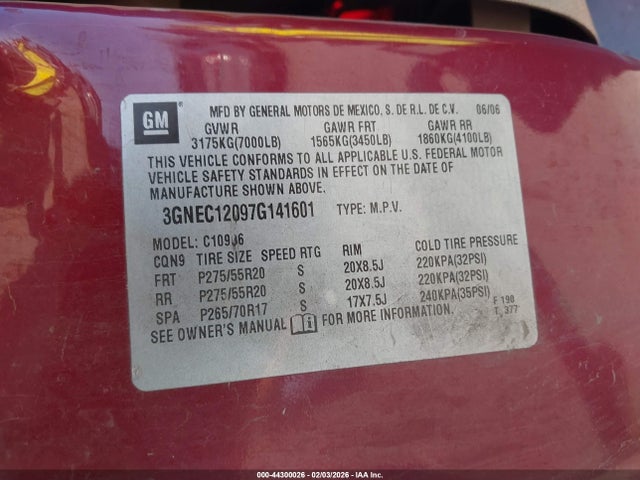 GM
MFD BY GENERAL MOTORS DE MEXICO, S. DE R.L. DE C.V. 06/06
GVWR GAWR FRT GAWR RR
3175KG(7000LB) 1565KG(3450LB) 1860KG(4100LB)
THIS VEHICLE CONFORMS TO ALL APPLICABLE U.S. FEDERAL MOTOR
VEHICLE SAFETY STANDARDS IN EFFECT ON THE DATE OF
MANUFACTURE SHOWN ABOVE.
3GNEC12097G141601 TYPE: M.P.V.
MODEL: C10936
CQN9 TIRE SIZE SPEED RTG RIM COLD TIRE PRESSURE
FRT P275/55R20 S 20X8.5J 220KPA(32PSI)
RR P275/55R20 S 20X8.5J 220KPA(32PSI)
SPA P265/70R17 S 17X7.5J 240KPA(35PSI)
SEE OWNER'S MANUAL FOR MORE INFORMATION.
F 190
T 377
000-44300026 - 02/03/2026 - IAA Inc.